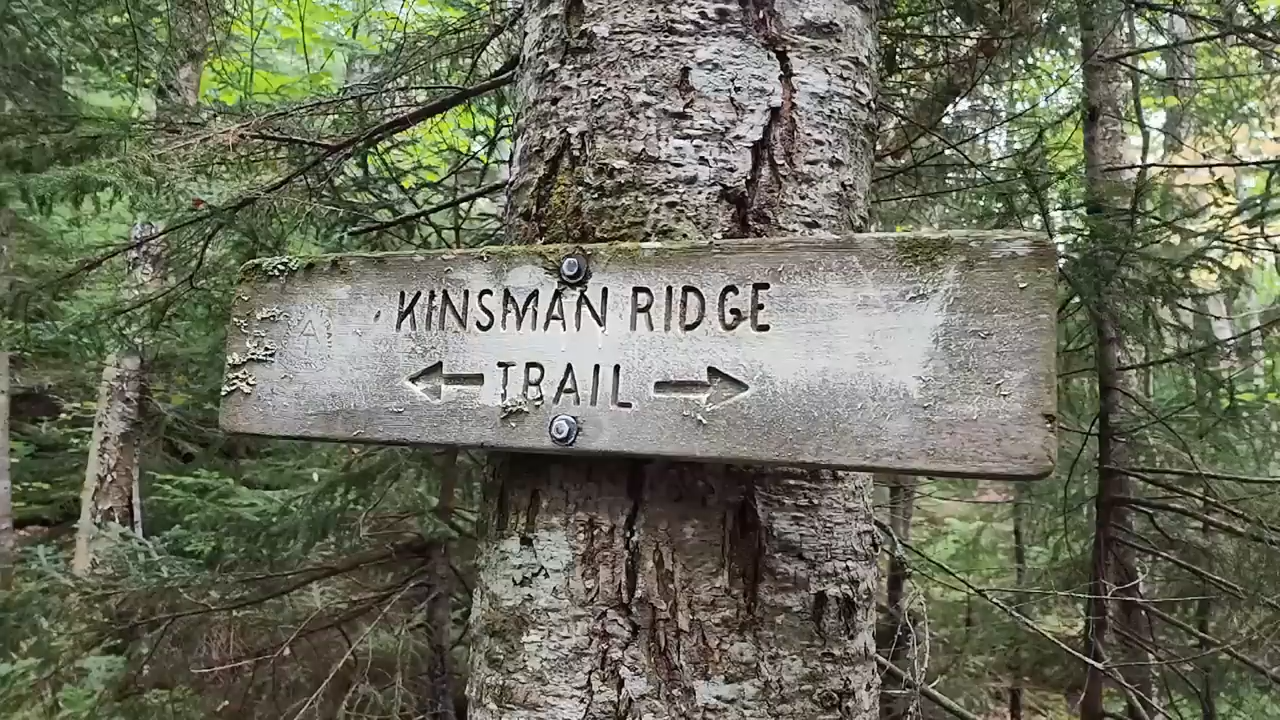 KINSMAN RIDGE
← TRAIL →